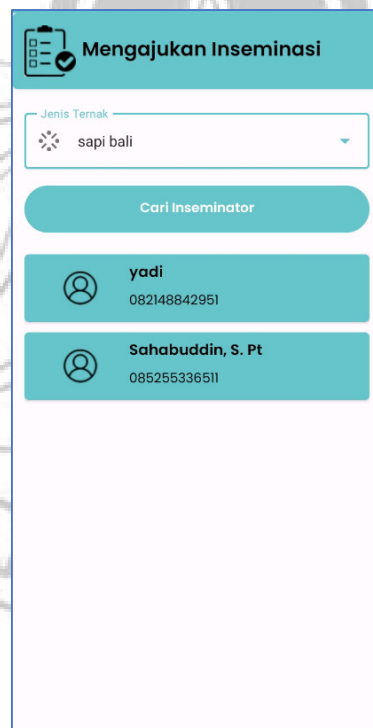 Mengajukan Inseminasi
Jenis Ternak
sapi bali
Cari Inseminator
yadi
082148842951
Sahabuddin, S. Pt
085255336511